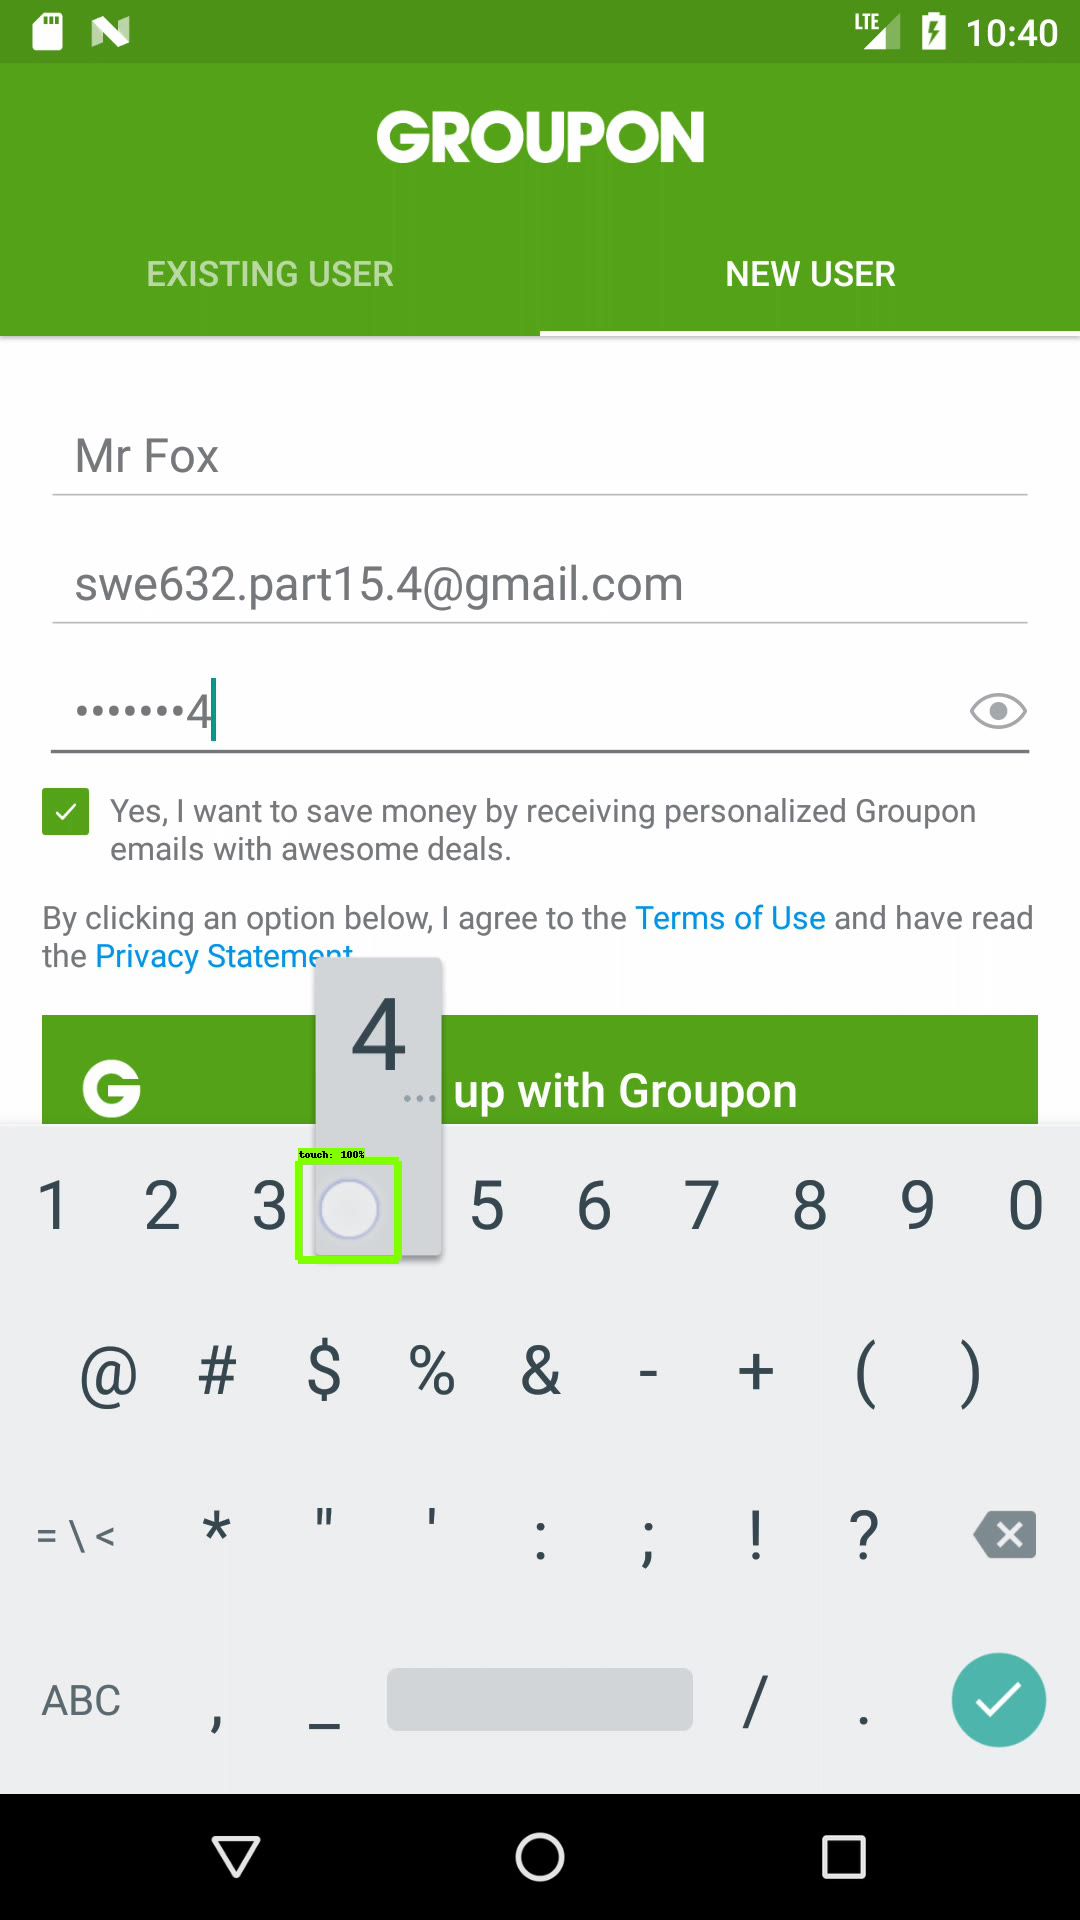 LTE 10:40
GROUPON
EXISTING USER NEW USER
Mr Fox
swe632.part15.4@gmail.com
•••••••4
Yes, I want to save money by receiving personalized Groupon
emails with awesome deals.
By clicking an option below, I agree to the Terms of Use and have read
the Privacy Statement
4
...
G up with Groupon
touch: 100%
1 2 3 5 6 7 8 9 0
@ # $ % & - + ( )
= \ < * " ' : ; ! ?
ABC , _ / .